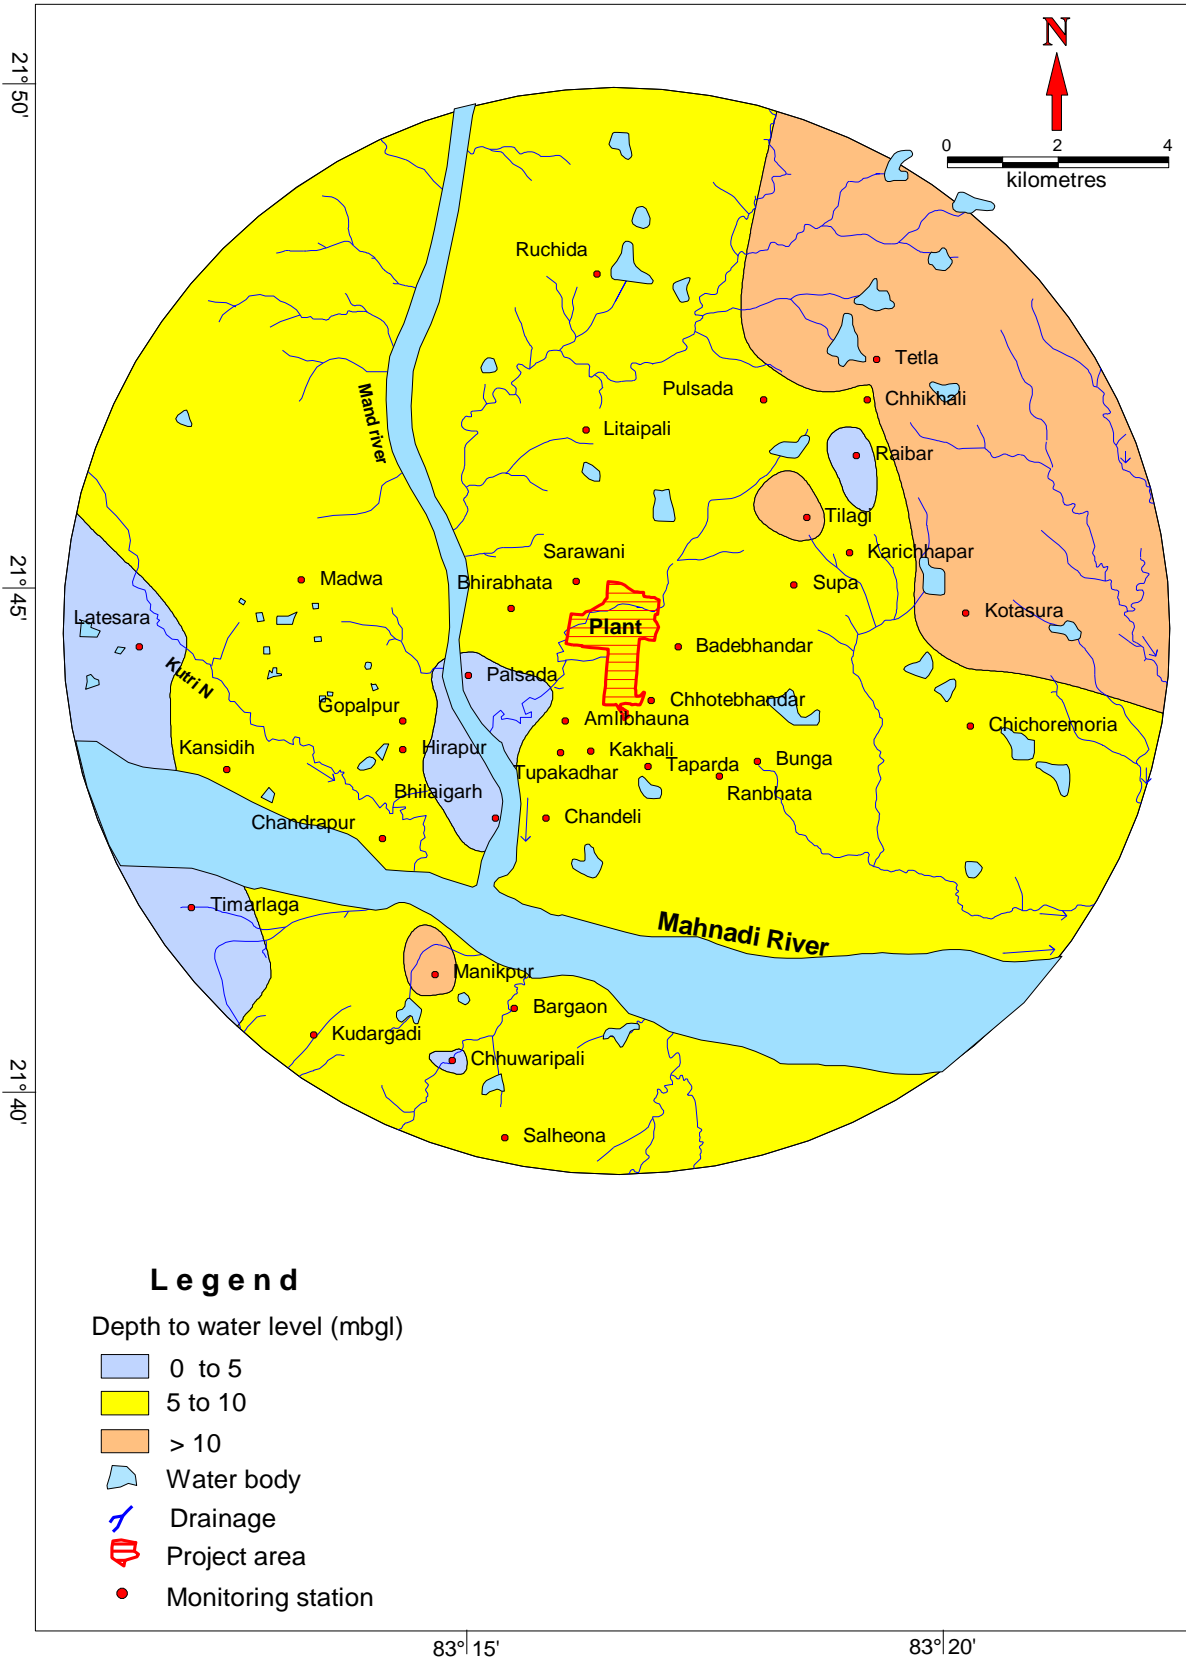 N
21° 50'
0 2 4
kilometres
Ruchida
Tetla
Mand river
Pulsada
Chhikhali
Litaipali
Raibar
Tilagi
Sarawani
Karichhapar
21° 45'
Madwa
Bhirabhata
Supa
Latesara
Plant
Kotasura
Badebhandar
Kutri N
Palsada
Gopalpur
Chhotebhandar
Amlibhauna
Chichoremoria
Kansidih
Hirapur
Kakhali
Tupakadhar
Taparda
Bunga
Bhilaigarh
Ranbhata
Chandrapur
Chandeli
Timarlaga
Mahnadi River
Manikpur
Bargaon
Kudargadi
Chhuwaripali
21° 40'
Salheona
Legend
Depth to water level (mbgl)
0 to 5
5 to 10
> 10
Water body
Drainage
Project area
Monitoring station
83° 15' 83° 20'